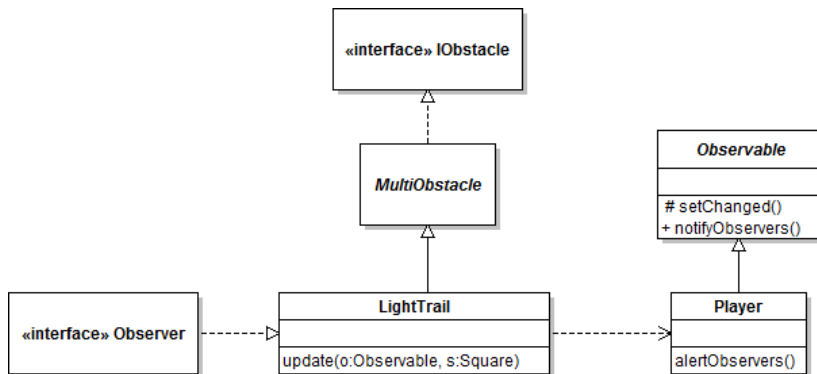 «interface» IObstacle
MultiObstacle
Observable
# setChanged()
+ notifyObservers()
«interface» Observer
LightTrail
update(o:Observable, s:Square)
Player
alertObservers()